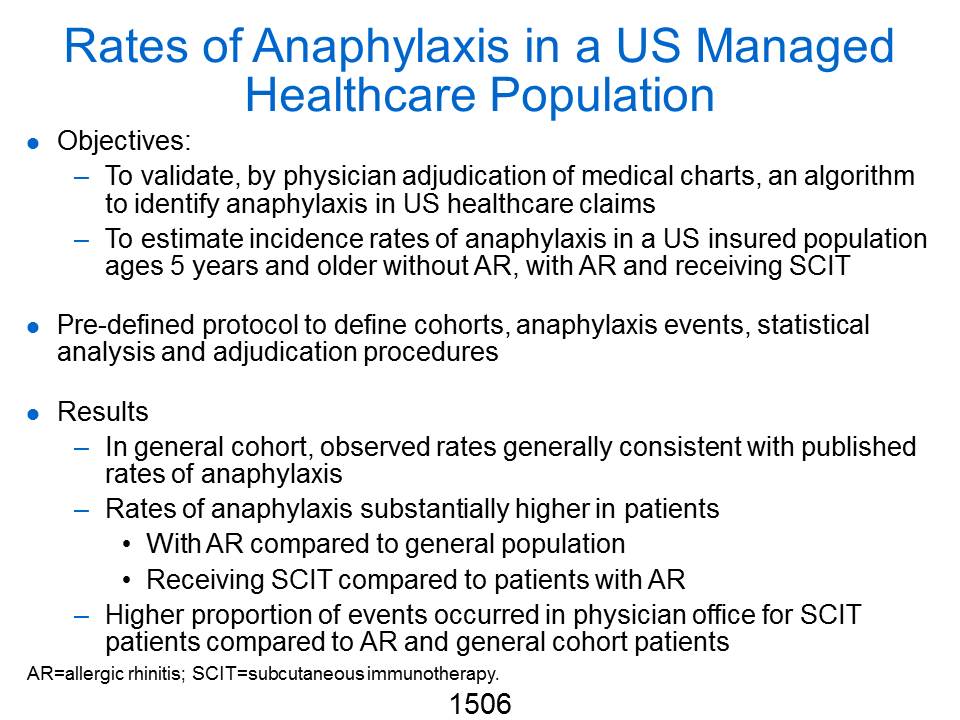 Rates of Anaphylaxis in a US Managed
Healthcare Population
● Objectives:
– To validate, by physician adjudication of medical charts, an algorithm
to identify anaphylaxis in US healthcare claims
– To estimate incidence rates of anaphylaxis in a US insured population
ages 5 years and older without AR, with AR and receiving SCIT
● Pre-defined protocol to define cohorts, anaphylaxis events, statistical
analysis and adjudication procedures
● Results
– In general cohort, observed rates generally consistent with published
rates of anaphylaxis
– Rates of anaphylaxis substantially higher in patients
• With AR compared to general population
• Receiving SCIT compared to patients with AR
– Higher proportion of events occurred in physician office for SCIT
patients compared to AR and general cohort patients
AR=allergic rhinitis; SCIT=subcutaneous immunotherapy.
1506